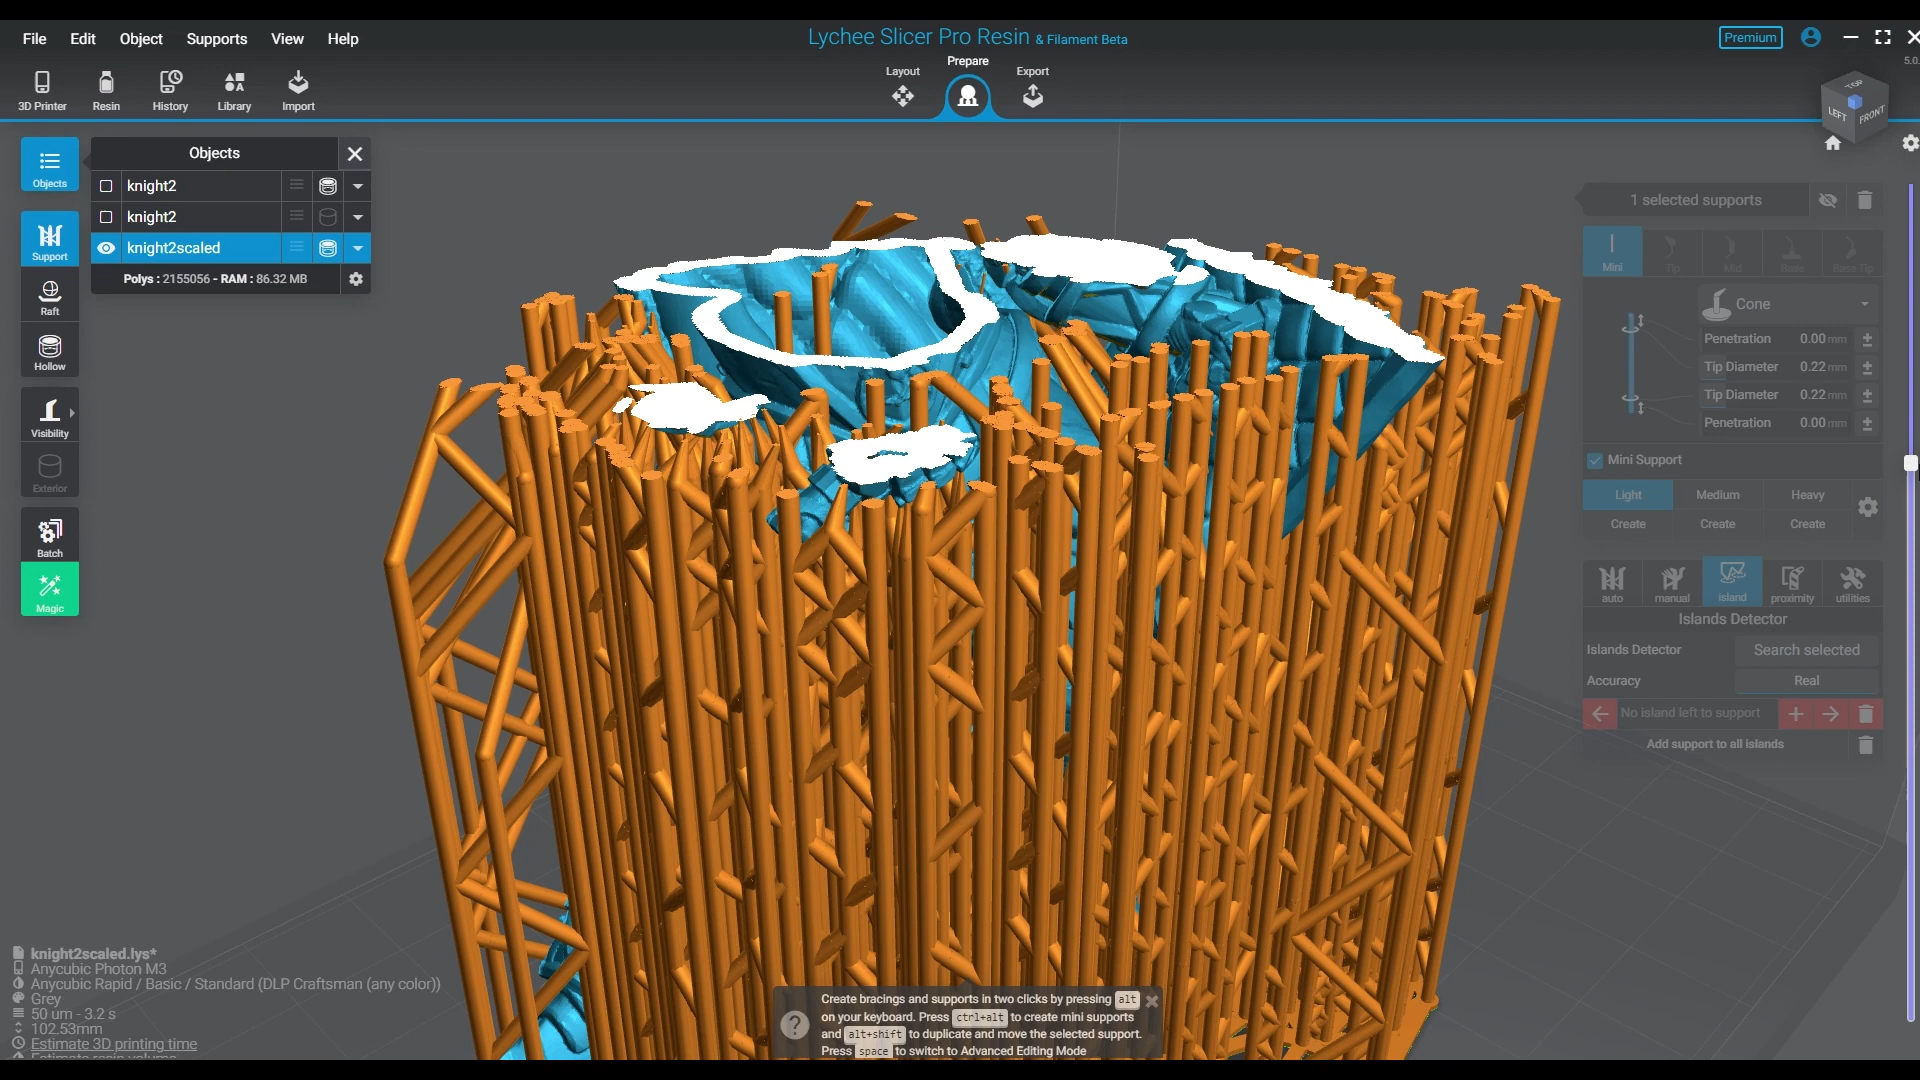 File Edit Object Supports View Help
Lychee Slicer Pro Resin & Filament Beta
Premium
5.0.
3D Printer Resin History Library Import
Layout Prepare Export
TOP
LEFT FRONT
Objects
Objects
knight2
knight2
knight2scaled
Polys : 2155056 - RAM : 86.32 MB
Support
Raft
Hollow
Visibility
Exterior
Batch
Magic
1 selected supports
Mini Tip Mid Base Base Tip
Cone
Penetration 0.00 mm
Tip Diameter 0.22 mm
Tip Diameter 0.22 mm
Penetration 0.00 mm
Mini Support
Light Medium Heavy
Create Create Create
auto manual island proximity utilities
Islands Detector
Islands Detector Search selected
Accuracy Real
No island left to support
Add support to all islands
knight2scaled.lys*
Anycubic Photon M3
Anycubic Rapid / Basic / Standard (DLP Craftsman (any color))
Grey
50 um - 3.2 s
102.53mm
Estimate 3D printing time
Estimate resin volume
Create bracings and supports in two clicks by pressing alt
on your keyboard. Press ctrl+alt to create mini supports
and alt+shift to duplicate and move the selected support.
Press space to switch to Advanced Editing Mode